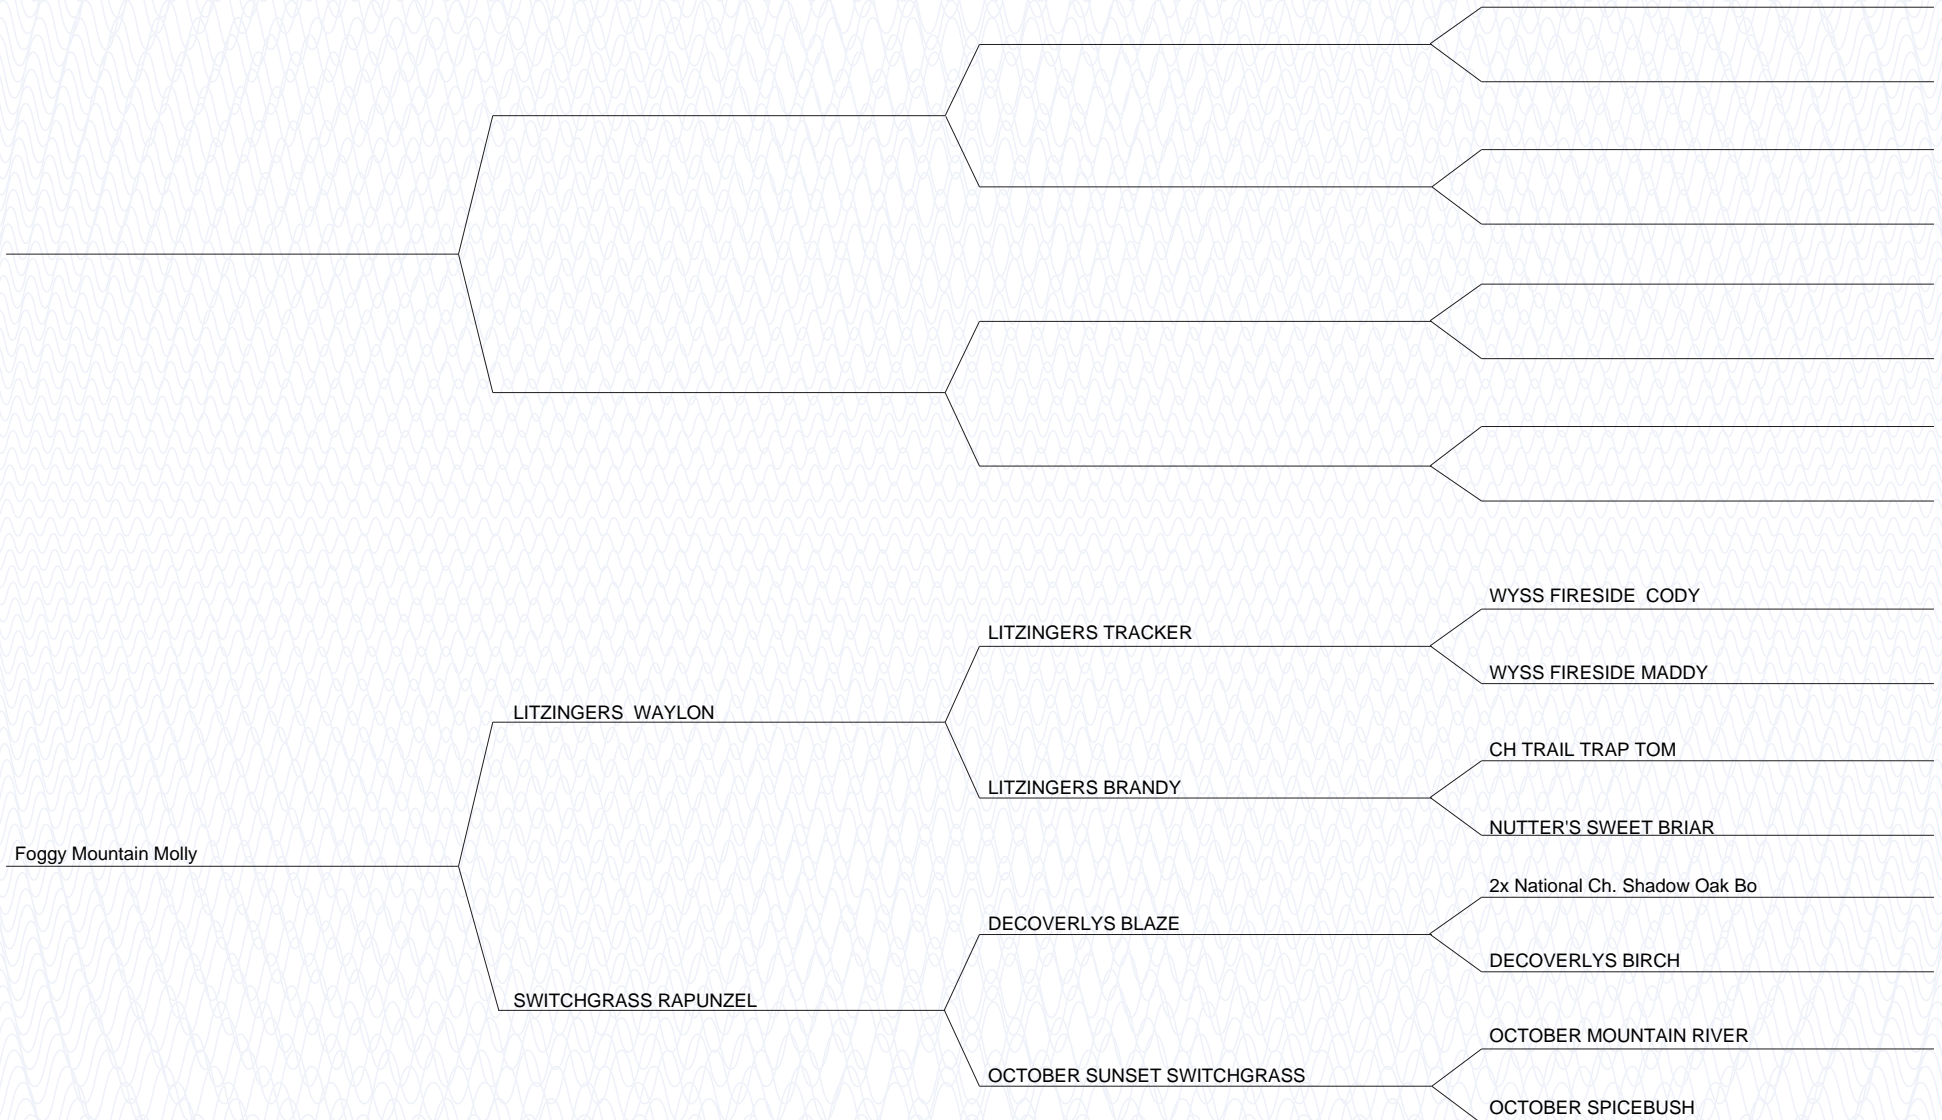 WYSS FIRESIDE  CODY
LITZINGERS TRACKER
WYSS FIRESIDE MADDY
LITZINGERS  WAYLON
CH TRAIL TRAP TOM
LITZINGERS BRANDY
NUTTER'S SWEET BRIAR
Foggy Mountain Molly
2x National Ch. Shadow Oak Bo
DECOVERLYS BLAZE
DECOVERLYS BIRCH
SWITCHGRASS RAPUNZEL
OCTOBER MOUNTAIN RIVER
OCTOBER SUNSET SWITCHGRASS
OCTOBER SPICEBUSH